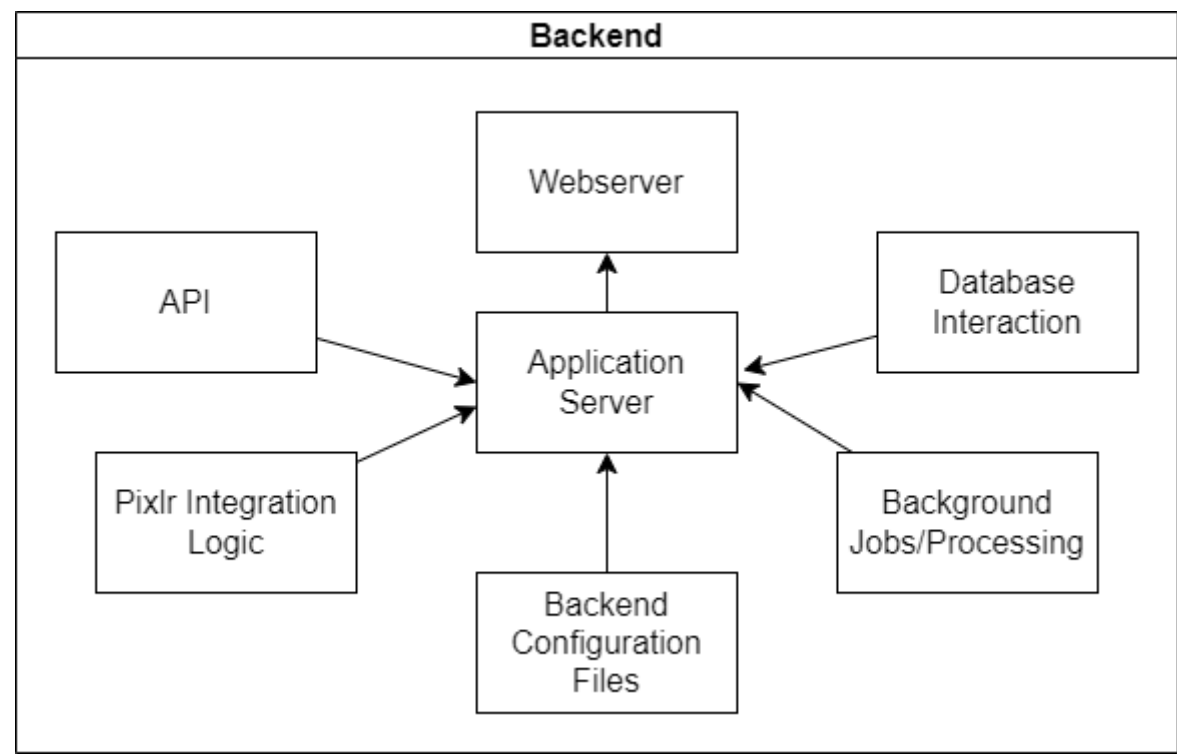 Backend
Webserver
API
Database
Interaction
Application
Server
Pixlr Integration
Logic
Background
Jobs/Processing
Backend
Configuration
Files